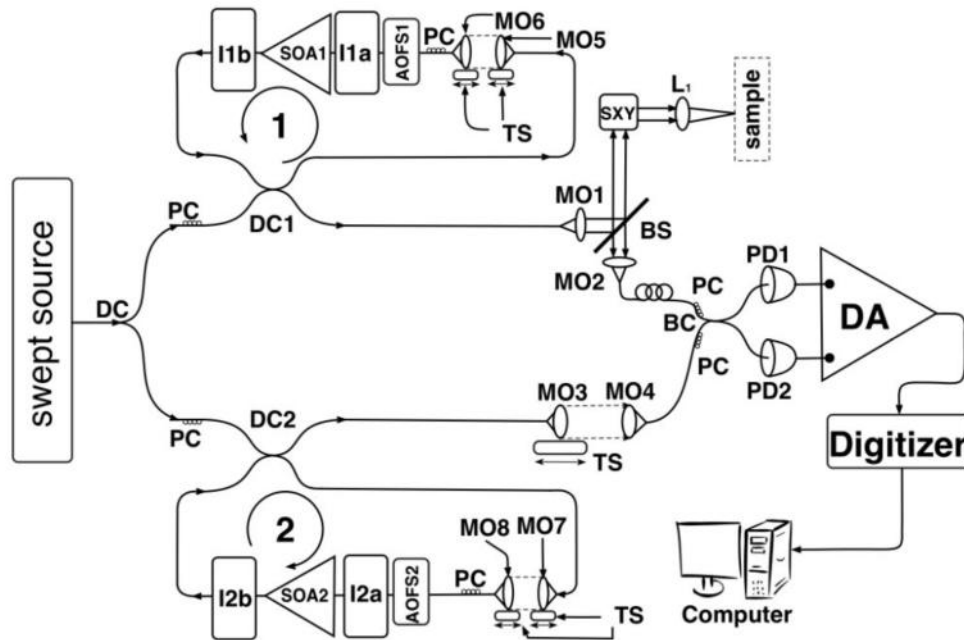 I1b
SOA1
I1a
AOFS1
PC
MO6
MO5
TS
1
L1
SXY
sample
swept source
PC
DC1
MO1
BS
MO2
DC
PC
BC
PC
PD1
DA
PD2
PC
DC2
MO3
MO4
TS
Digitizer
2
I2b
SOA2
I2a
AOFS2
PC
MO8
MO7
TS
Computer